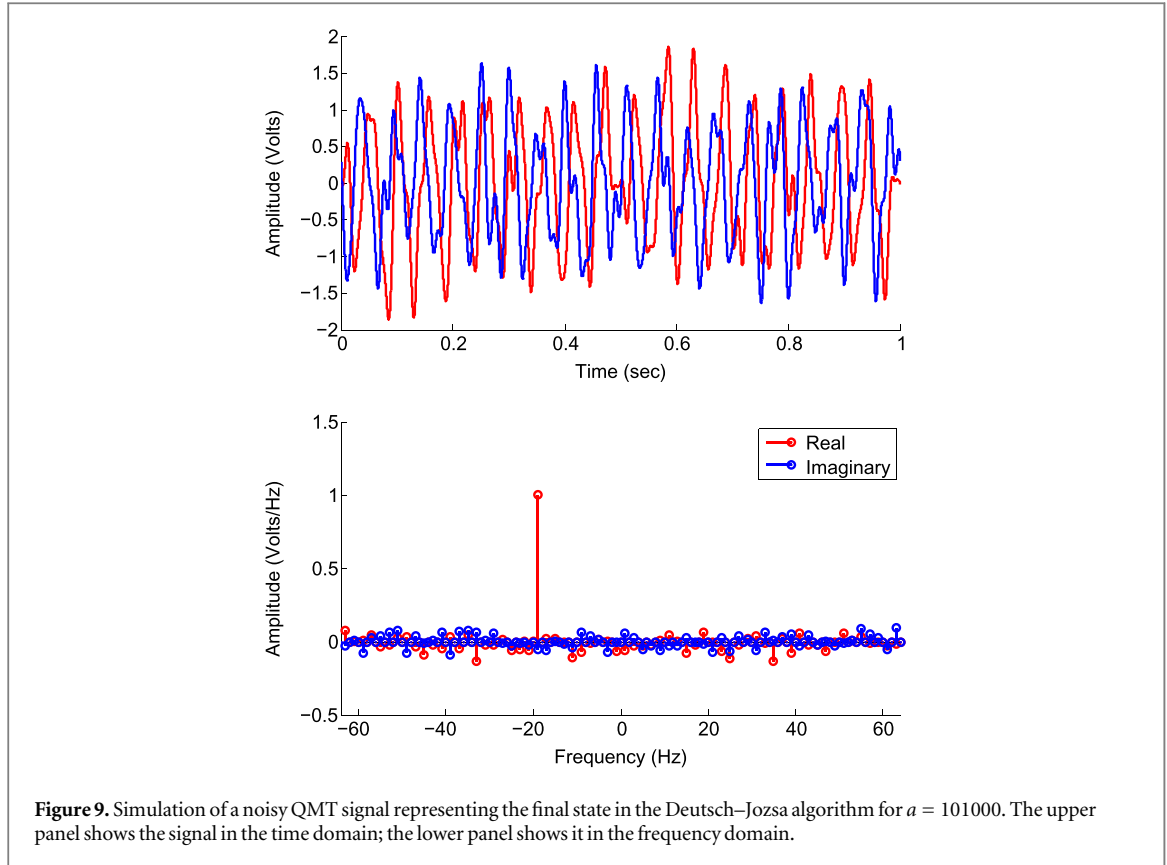 2
1.5
1
0.5
0
−0.5
−1
−1.5
−2
Amplitude (Volts)
0 0.2 0.4 0.6 0.8 1
Time (sec)
1.5
1
0.5
0
−0.5
Amplitude (Volts/Hz)
Real
Imaginary
−60 −40 −20 0 20 40 60
Frequency (Hz)
Figure 9. Simulation of a noisy QMT signal representing the final state in the Deutsch–Jozsa algorithm for a = 101000. The upper
panel shows the signal in the time domain; the lower panel shows it in the frequency domain.